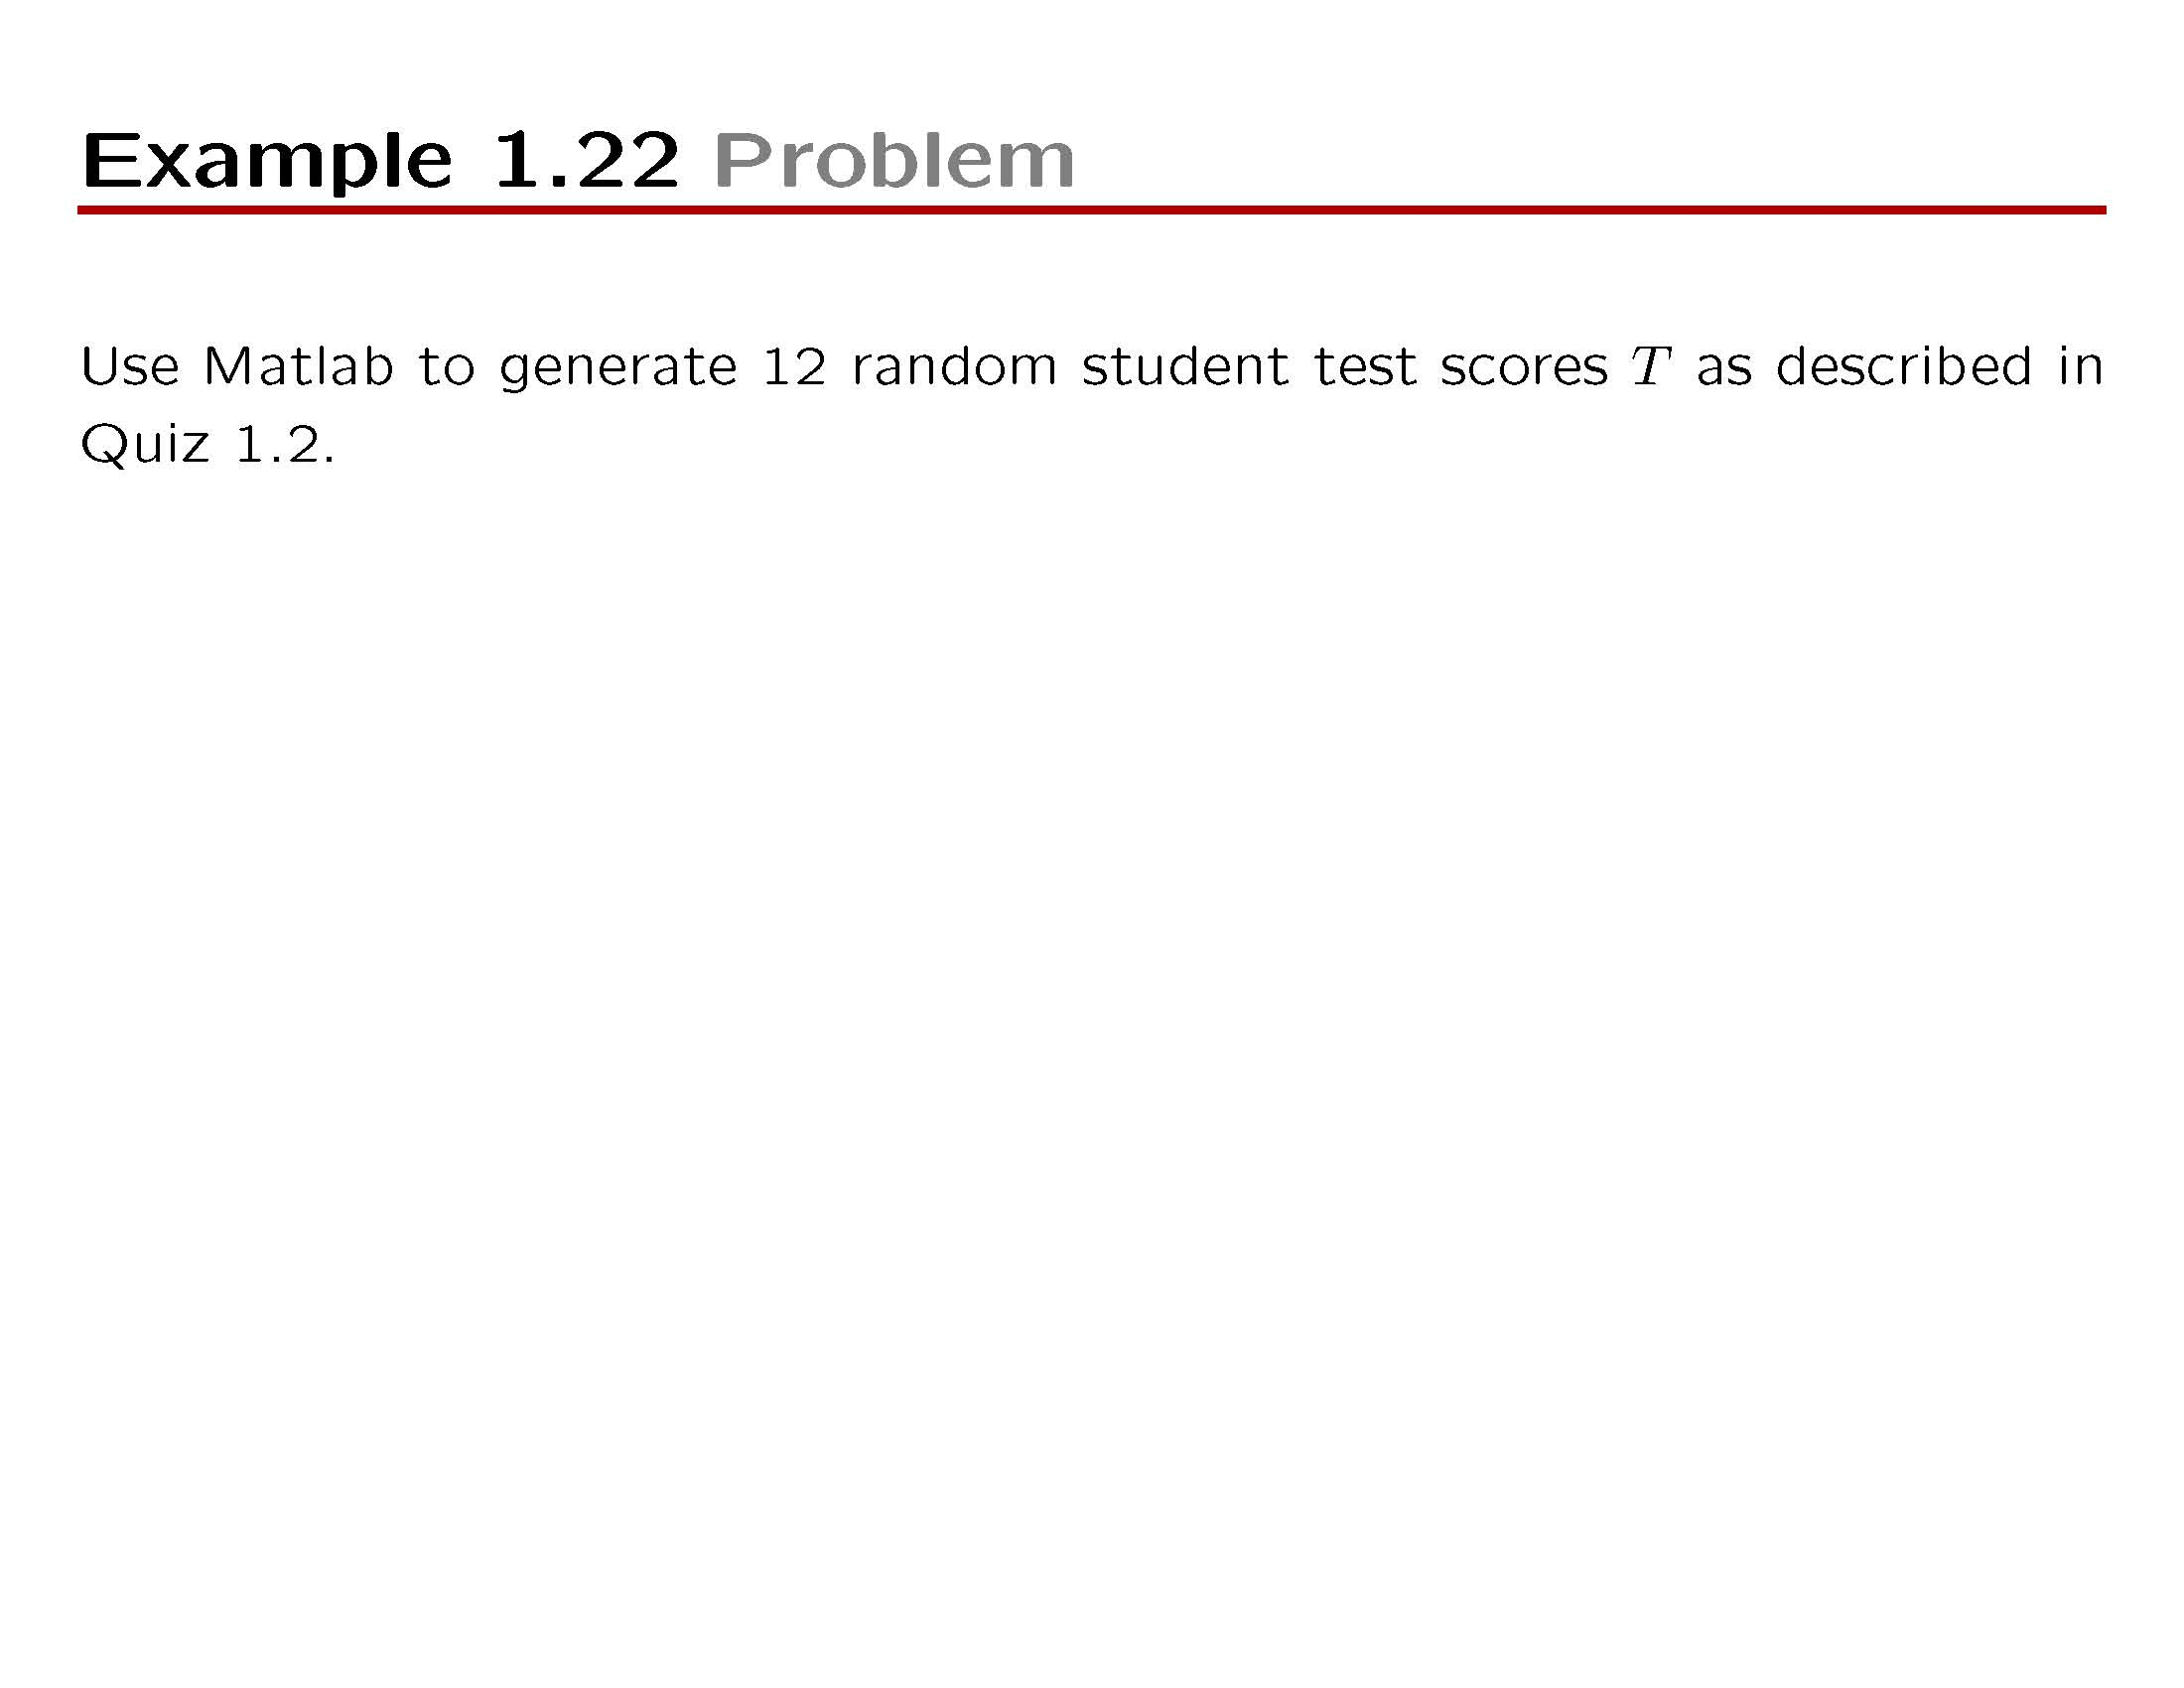 Example 1.22 Problem
Use Matlab to generate 12 random student test scores T as described in
Quiz 1.2.